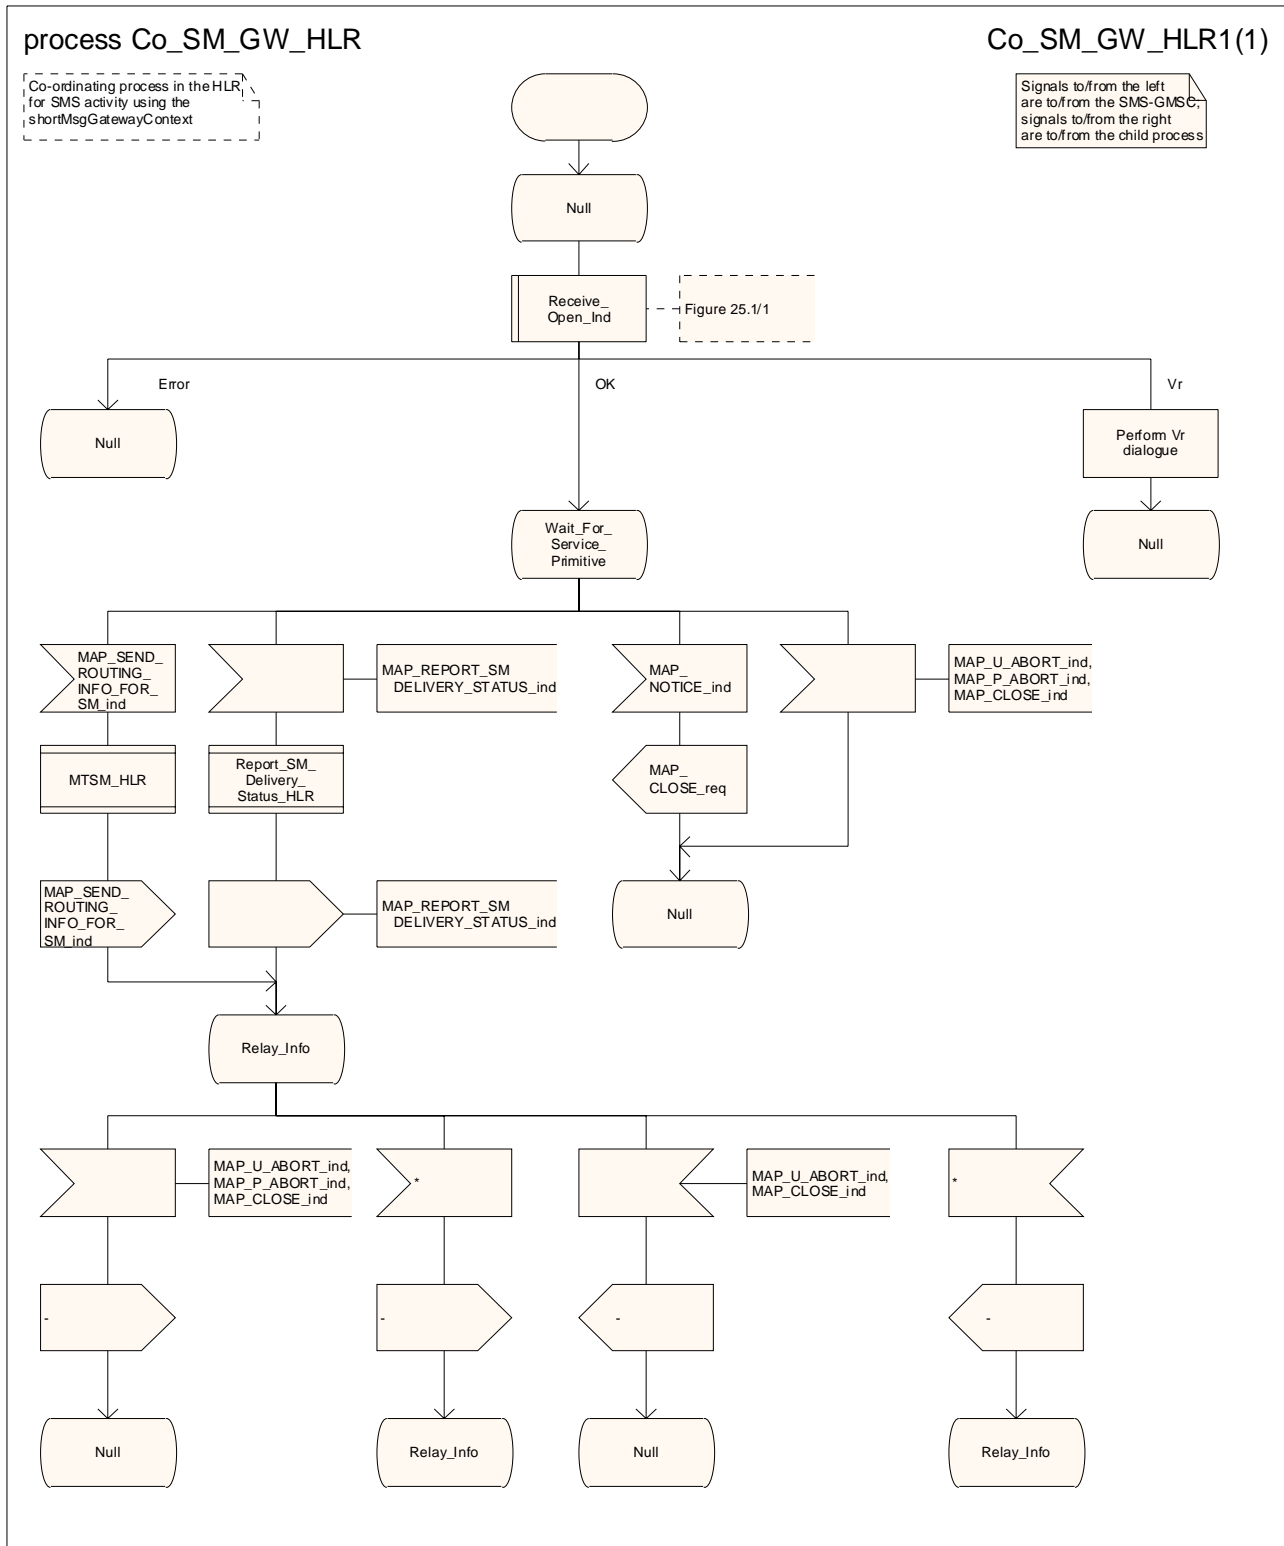 process Co_SM_GW_HLR
Co_SM_GW_HLR1(1)
Co-ordinating process in the HLR
for SMS activity using the
shortMsgGatewayContext
Signals to/from the left
are to/from the SMS-GMSC;
signals to/from the right
are to/from the child process
Null
Receive_
Open_Ind
Figure 25.1/1
Error
OK
Vr
Null
Perform Vr
dialogue
Wait_For_
Service_
Primitive
Null
MAP_SEND_
ROUTING_
INFO_FOR_
SM_ind
MAP_REPORT_SM
DELIVERY_STATUS_ind
MAP_
NOTICE_ind
MAP_U_ABORT_ind,
MAP_P_ABORT_ind,
MAP_CLOSE_ind
MTSM_HLR
Report_SM_
Delivery_
Status_HLR
MAP_
CLOSE_req
MAP_SEND_
ROUTING_
INFO_FOR_
SM_ind
MAP_REPORT_SM
DELIVERY_STATUS_ind
Null
Relay_Info
MAP_U_ABORT_ind,
MAP_P_ABORT_ind,
MAP_CLOSE_ind
*
MAP_U_ABORT_ind,
MAP_CLOSE_ind
*
-
-
-
-
Null
Relay_Info
Null
Relay_Info